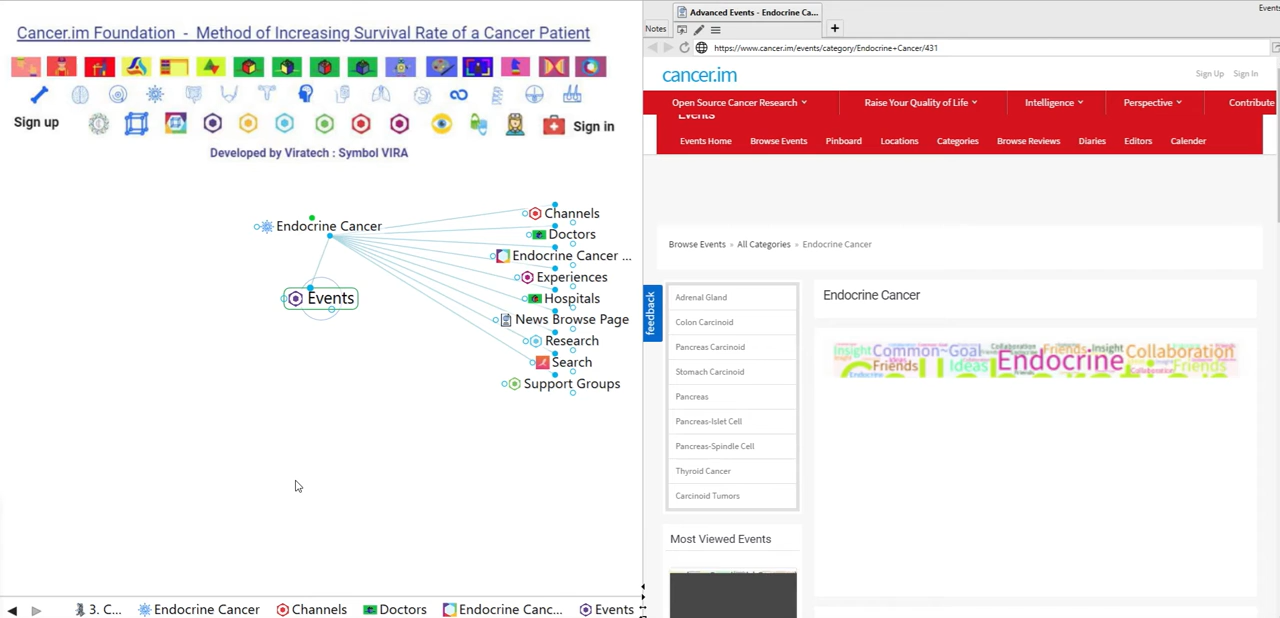 Cancer.im Foundation - Method of Increasing Survival Rate of a Cancer Patient
Sign up
Sign in
Developed by Viratech : Symbol VIRA
Endocrine Cancer
Events
Channels
Doctors
Endocrine Cancer ...
Experiences
Hospitals
News Browse Page
Research
Search
Support Groups
3. C...
Endocrine Cancer
Channels
Doctors
Endocrine Canc...
Events
Advanced Events - Endocrine Ca...
Events
Notes
https://www.cancer.im/events/category/Endocrine+Cancer/431
cancer.im
Sign Up
Sign In
Open Source Cancer Research
Raise Your Quality of Life
Intelligence
Perspective
Contribute
Events
Events Home
Browse Events
Pinboard
Locations
Categories
Browse Reviews
Diaries
Editors
Calender
Browse Events » All Categories » Endocrine Cancer
feedback
Adrenal Gland
Colon Carcinoid
Pancreas Carcinoid
Stomach Carcinoid
Pancreas
Pancreas-Islet Cell
Pancreas-Spindle Cell
Thyroid Cancer
Carcinoid Tumors
Most Viewed Events
Endocrine Cancer
Insight
Common~Goal
Friends
Ideas
Collaboration
Endocrine
Friends
Insight
Collaboration
Friends